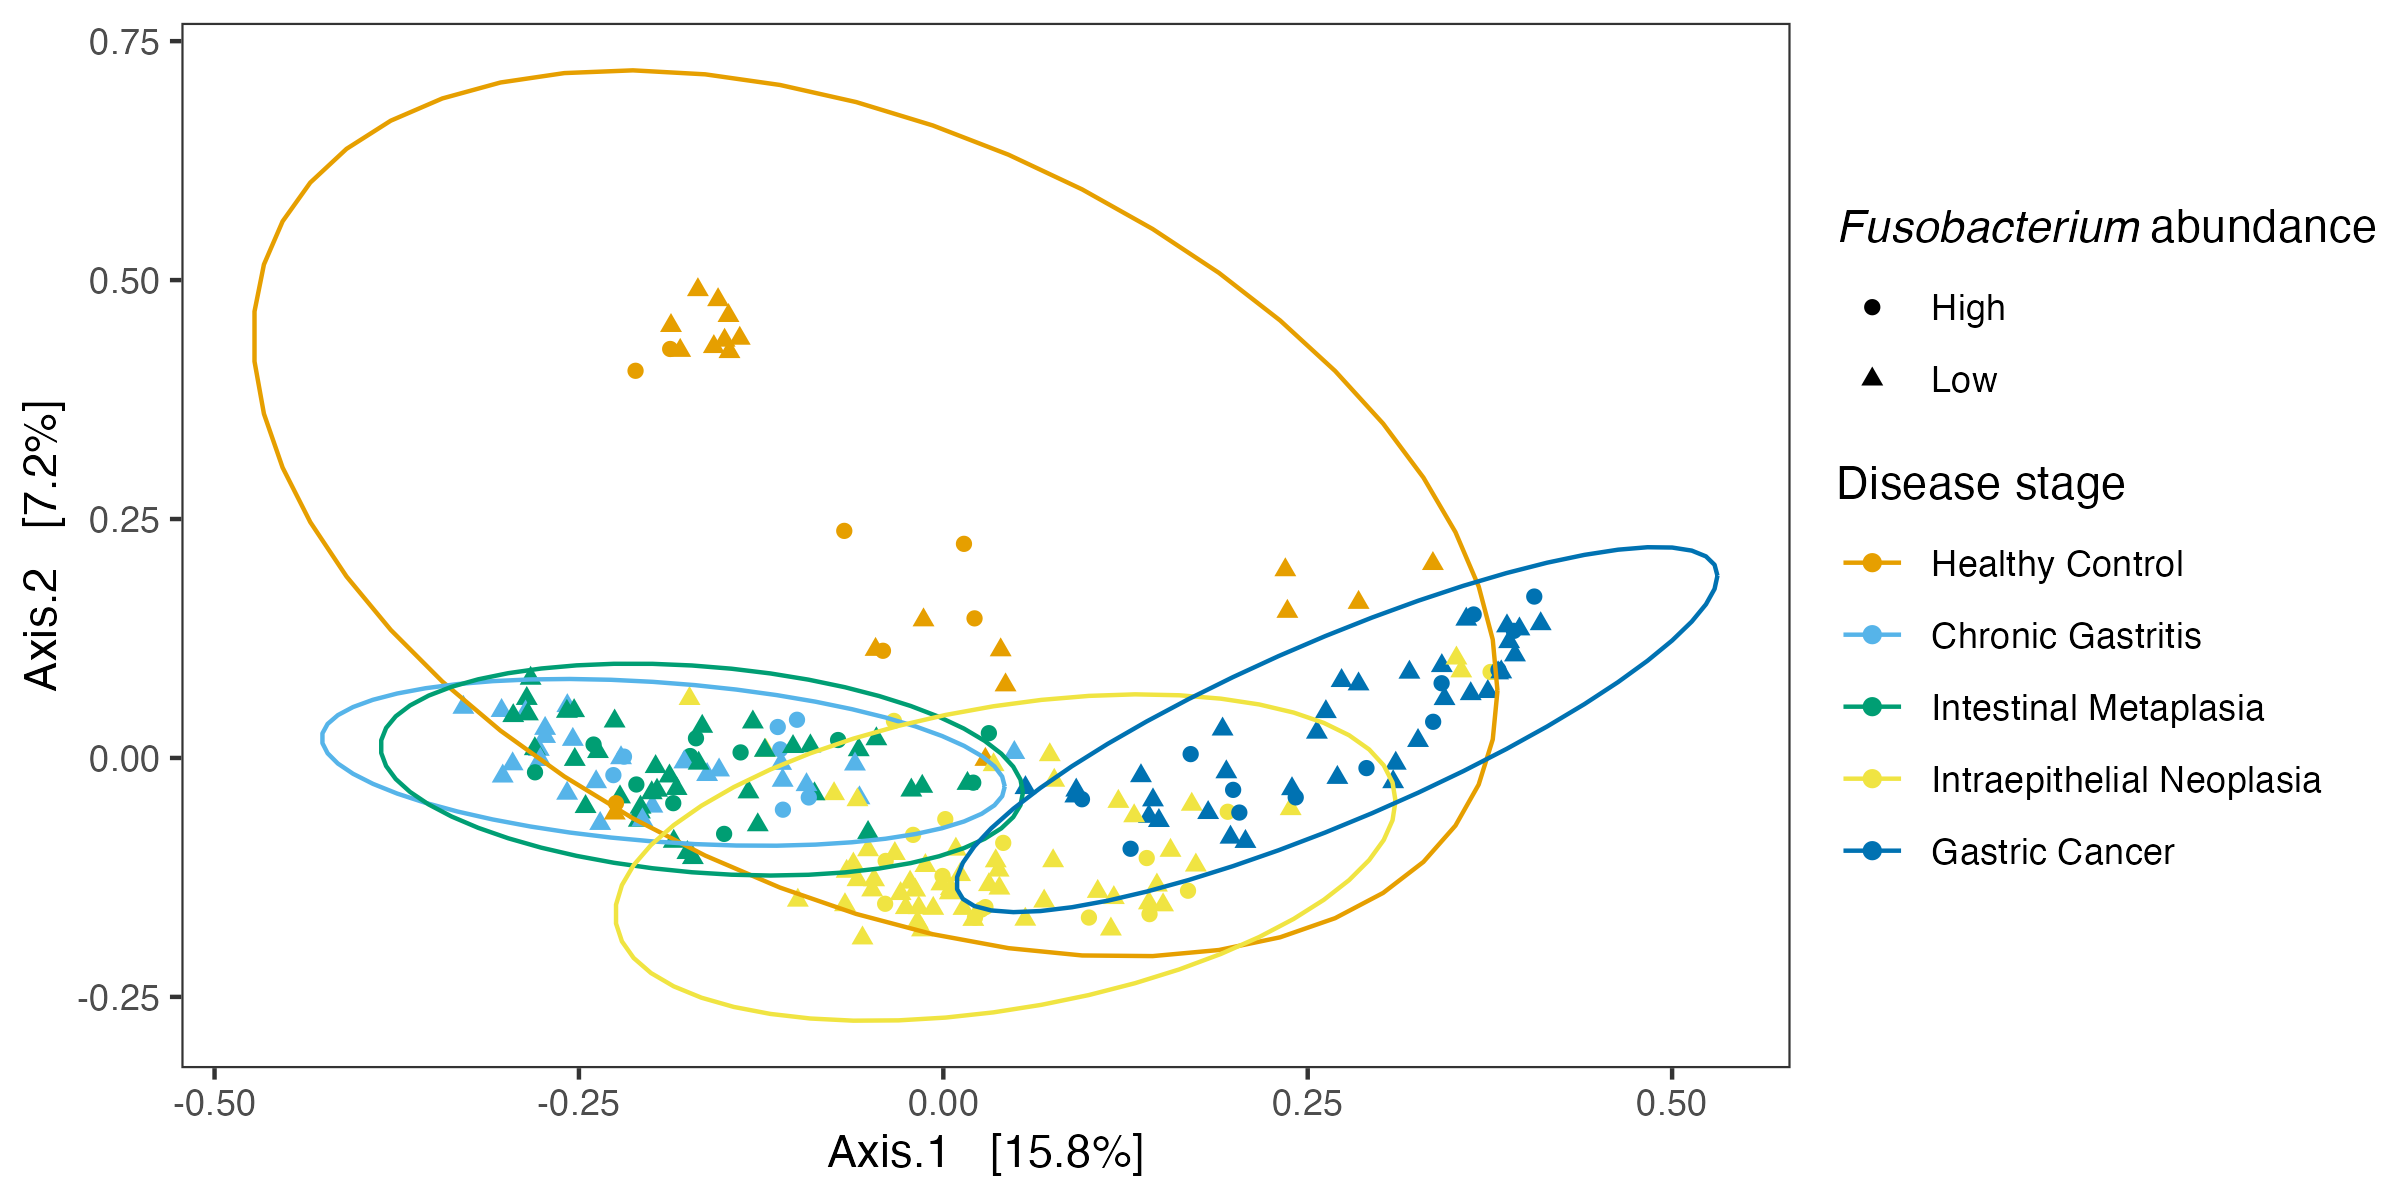 0.75
0.50
0.25
0.00
-0.25
Axis.2 [7.2%]
-0.50
-0.25
0.00
0.25
0.50
Axis.1 [15.8%]
Fusobacterium abundance
High
Low
Disease stage
Healthy Control
Chronic Gastritis
Intestinal Metaplasia
Intraepithelial Neoplasia
Gastric Cancer